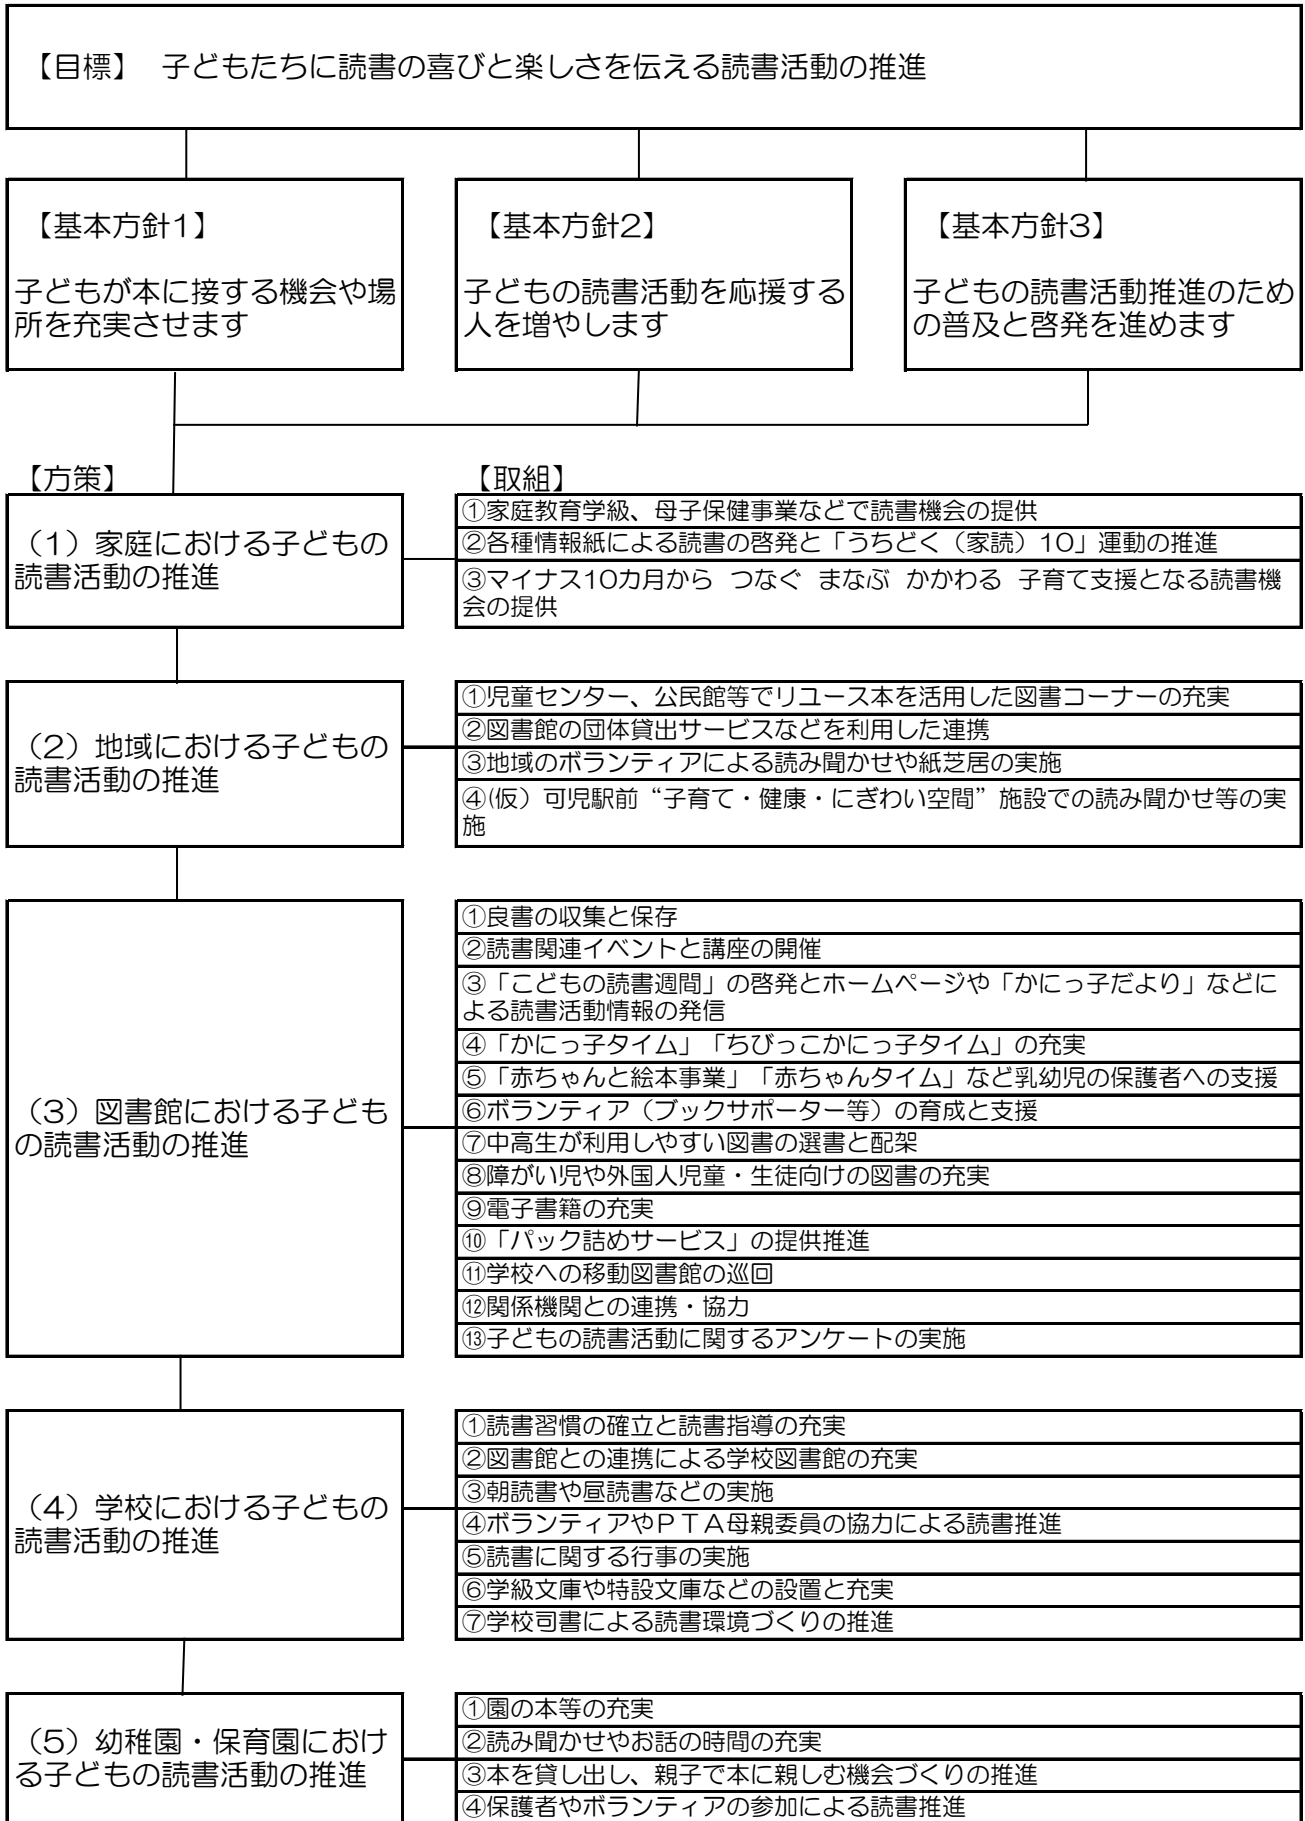 【目標】 子どもたちに読書の喜びと楽しさを伝える読書活動の推進
【基本方針1】
子どもが本に接する機会や場
所を充実させます
【基本方針2】
子どもの読書活動を応援する
人を増やします
【基本方針3】
子どもの読書活動推進のため
の普及と啓発を進めます
【方策】
【取組】
（1）家庭における子どもの
読書活動の推進
①家庭教育学級、母子保健事業などで読書機会の提供
②各種情報紙による読書の啓発と「うちどく（家読）10」運動の推進
③マイナス10カ月から つなぐ まなぶ かかわる 子育て支援となる読書機
会の提供
（2）地域における子どもの
読書活動の推進
①児童センター、公民館等でリユース本を活用した図書コーナーの充実
②図書館の団体貸出サービスなどを利用した連携
③地域のボランティアによる読み聞かせや紙芝居の実施
④(仮）可児駅前“子育て・健康・にぎわい空間”施設での読み聞かせ等の実
施
（3）図書館における子ども
の読書活動の推進
①良書の収集と保存
②読書関連イベントと講座の開催
③「こどもの読書週間」の啓発とホームページや「かにっ子だより」などに
よる読書活動情報の発信
④「かにっ子タイム」「ちびっこかにっ子タイム」の充実
⑤「赤ちゃんと絵本事業」「赤ちゃんタイム」など乳幼児の保護者への支援
⑥ボランティア（ブックサポーター等）の育成と支援
⑦中高生が利用しやすい図書の選書と配架
⑧障がい児や外国人児童・生徒向けの図書の充実
⑨電子書籍の充実
⑩「パック詰めサービス」の提供推進
⑪学校への移動図書館の巡回
⑫関係機関との連携・協力
⑬子どもの読書活動に関するアンケートの実施
（4）学校における子どもの
読書活動の推進
①読書習慣の確立と読書指導の充実
②図書館との連携による学校図書館の充実
③朝読書や昼読書などの実施
④ボランティアやＰＴＡ母親委員の協力による読書推進
⑤読書に関する行事の実施
⑥学級文庫や特設文庫などの設置と充実
⑦学校司書による読書環境づくりの推進
（5）幼稚園・保育園におけ
る子どもの読書活動の推進
①園の本等の充実
②読み聞かせやお話の時間の充実
③本を貸し出し、親子で本に親しむ機会づくりの推進
④保護者やボランティアの参加による読書推進